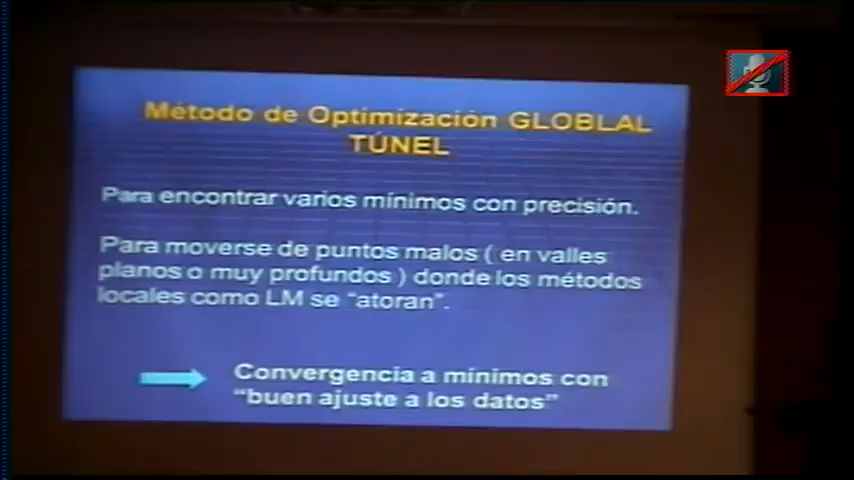 Método de Optimización GLOBLAL
TÚNEL
Para encontrar varios mínimos con precisión.
Para moverse de puntos malos ( en valles
planos o muy profundos ) donde los métodos
locales como LM se “atoran”.
Convergencia a mínimos con
“buen ajuste a los datos”